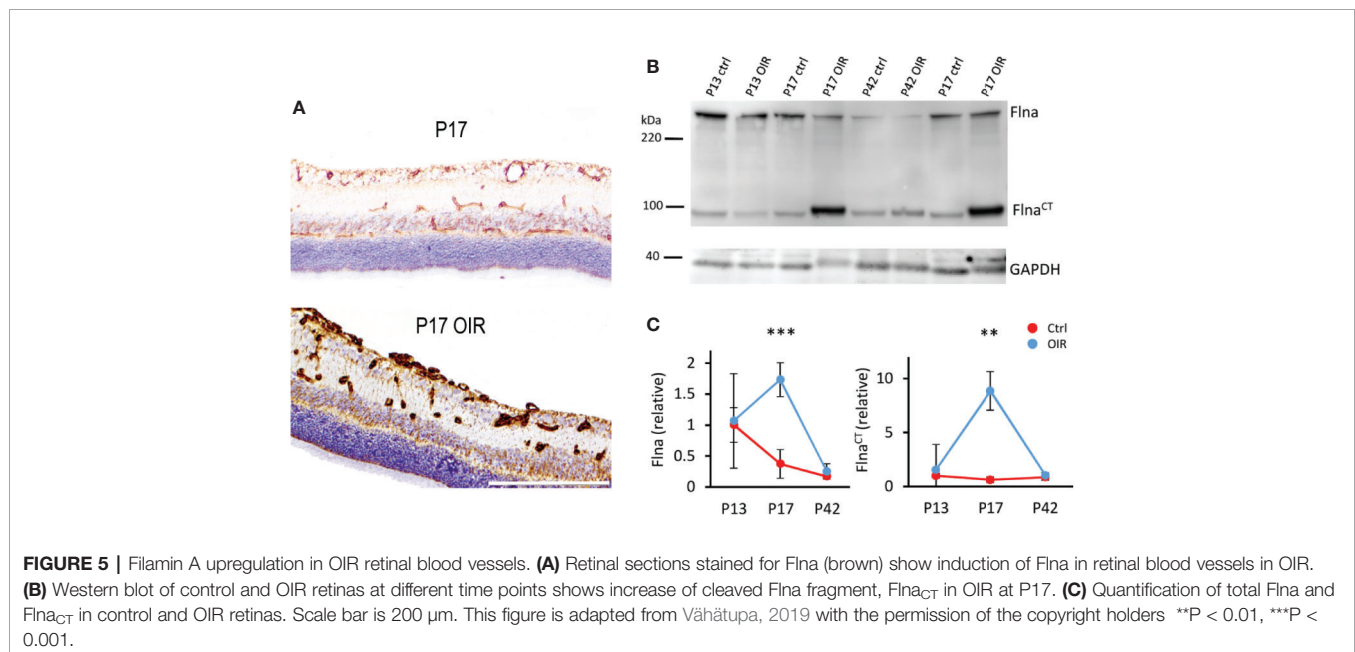 A
P17
P17 OIR
B
P13 ctrl
P13 OIR
P17 ctrl
P17 OIR
P42 ctrl
P42 OIR
P17 ctrl
P17 OIR
kDa
220
100
40
Flna
Flna^CT
GAPDH
C
Ctrl
OIR
***
Flna (relative)
2
1.5
1
0.5
0
P13 P17 P42
**
Flna^CT (relative)
10
5
0
P13 P17 P42
FIGURE 5 | Filamin A upregulation in OIR retinal blood vessels. (A) Retinal sections stained for Flna (brown) show induction of Flna in retinal blood vessels in OIR.
(B) Western blot of control and OIR retinas at different time points shows increase of cleaved Flna fragment, Flna_CT in OIR at P17. (C) Quantification of total Flna and
Flna_CT in control and OIR retinas. Scale bar is 200 μm. This figure is adapted from Vähätupa, 2019 with the permission of the copyright holders **P < 0.01, ***P <
0.001.